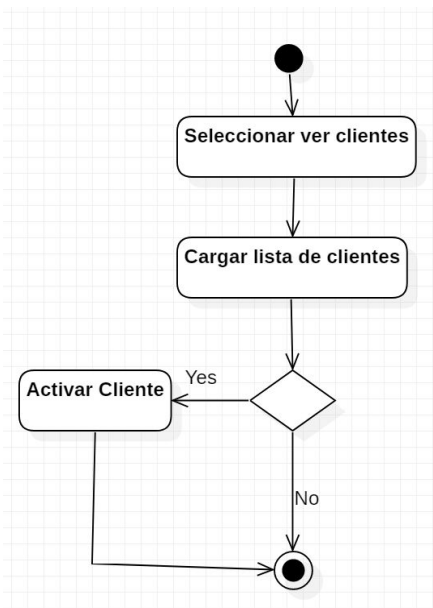 Seleccionar ver clientes
Cargar lista de clientes
Yes
Activar Cliente
No